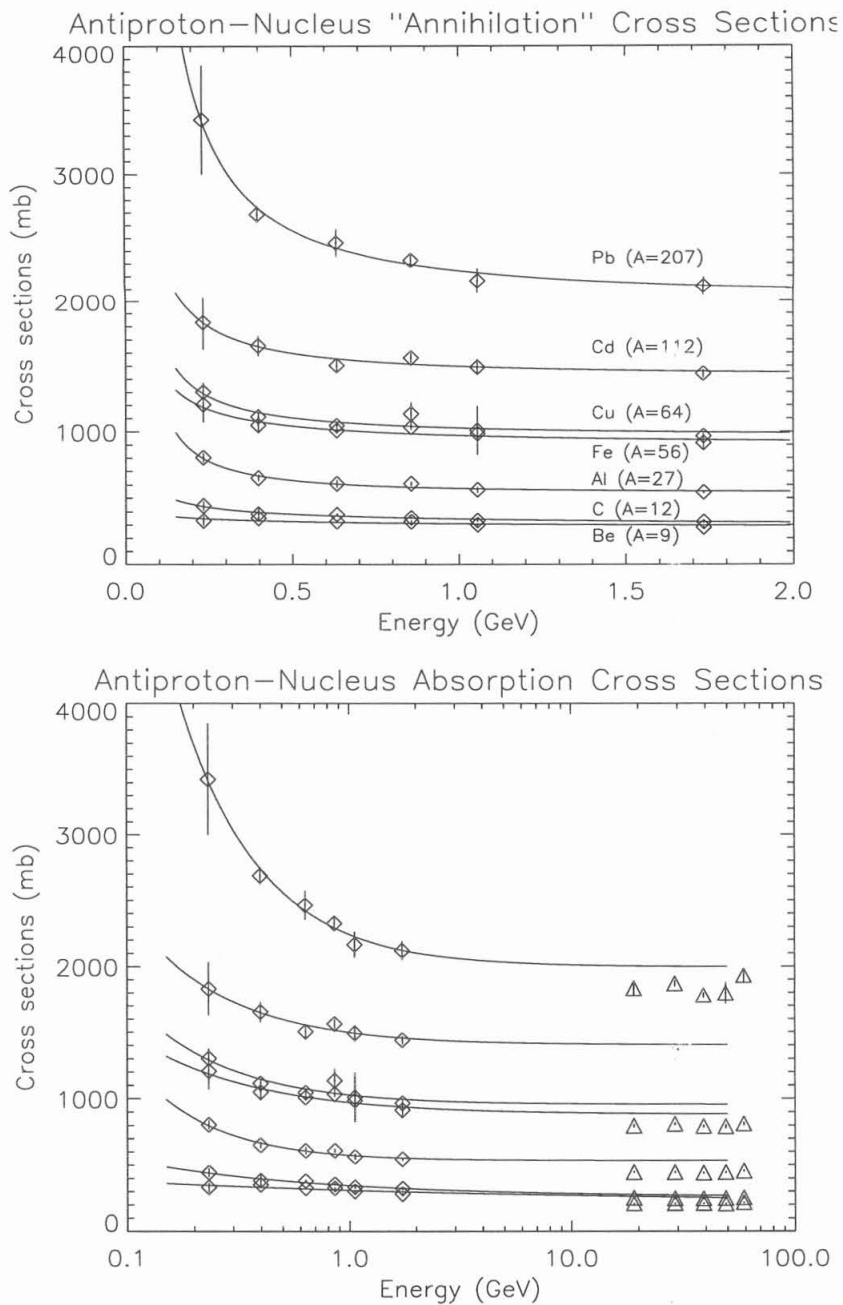 Antiproton-Nucleus "Annihilation" Cross Sections
4000
3000
2000
1000
0
Cross sections (mb)
Pb (A=207)
Cd (A=112)
Cu (A=64)
Fe (A=56)
Al (A=27)
C (A=12)
Be (A=9)
0.0
0.5
1.0
1.5
2.0
Energy (GeV)
Antiproton-Nucleus Absorption Cross Sections
4000
3000
2000
1000
0
Cross sections (mb)
0.1
1.0
10.0
100.0
Energy (GeV)